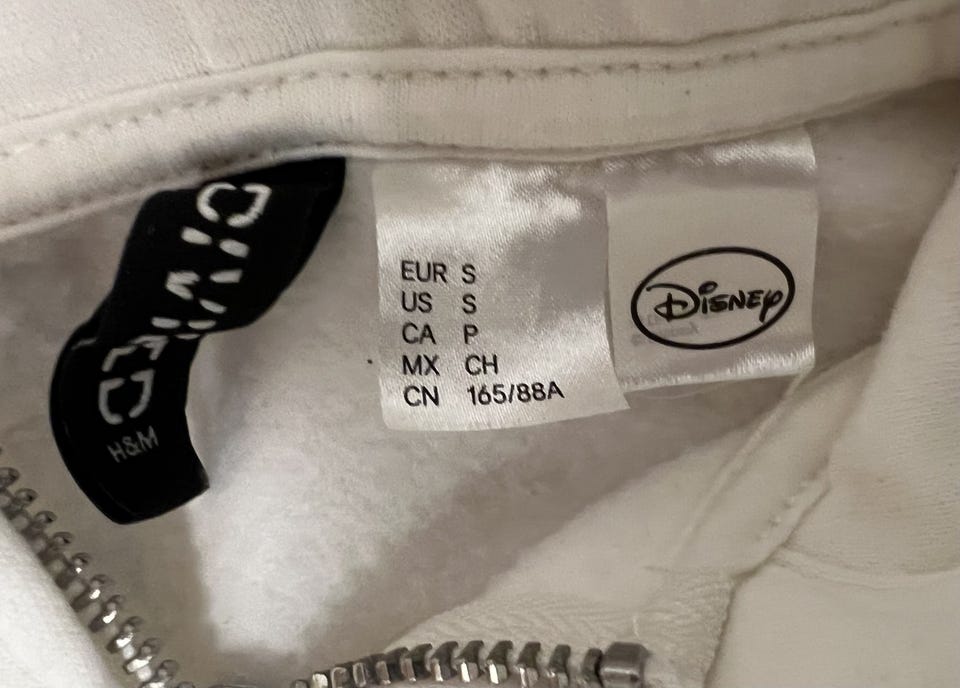 DIVIDED
H&M
EUR S
US S
CA P
MX CH
CN 165/88A
Disney